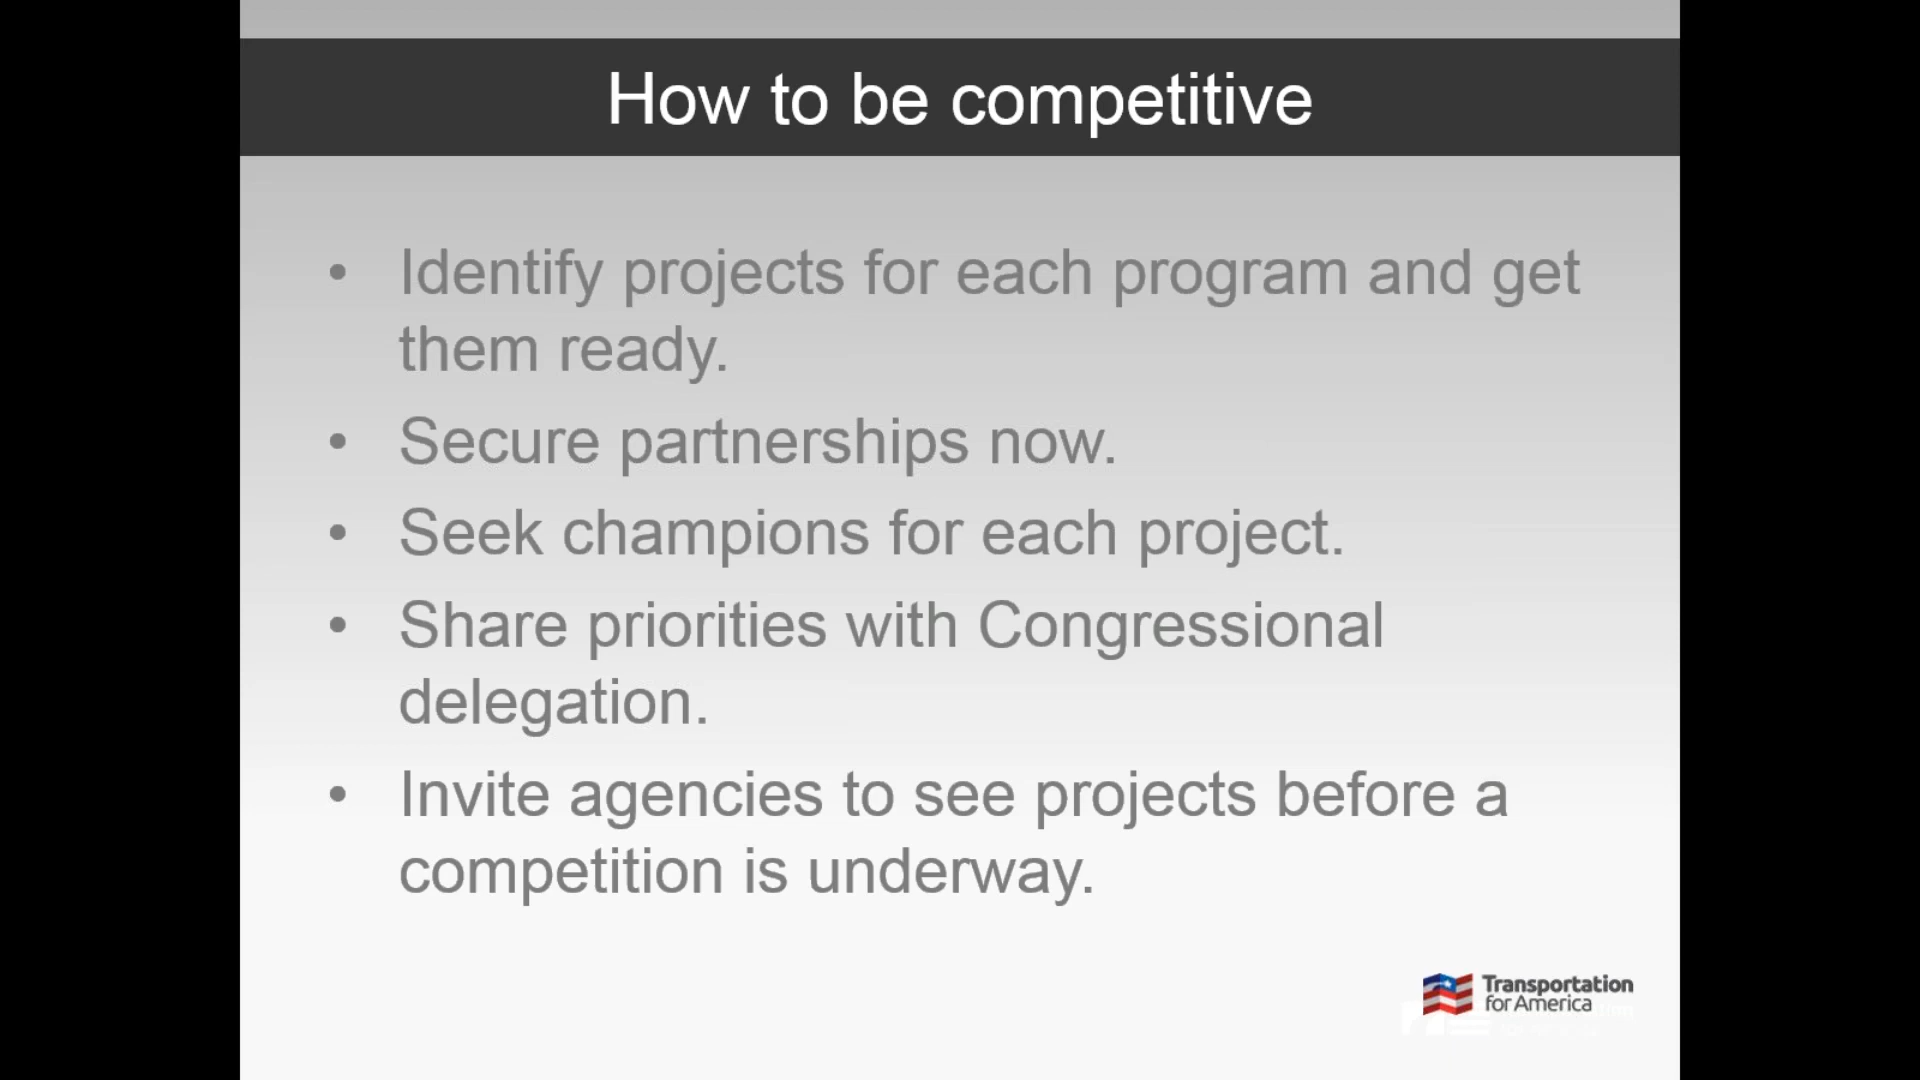 How to be competitive
• Identify projects for each program and get
them ready.
• Secure partnerships now.
• Seek champions for each project.
• Share priorities with Congressional
delegation.
• Invite agencies to see projects before a
competition is underway.
Transportation
for America